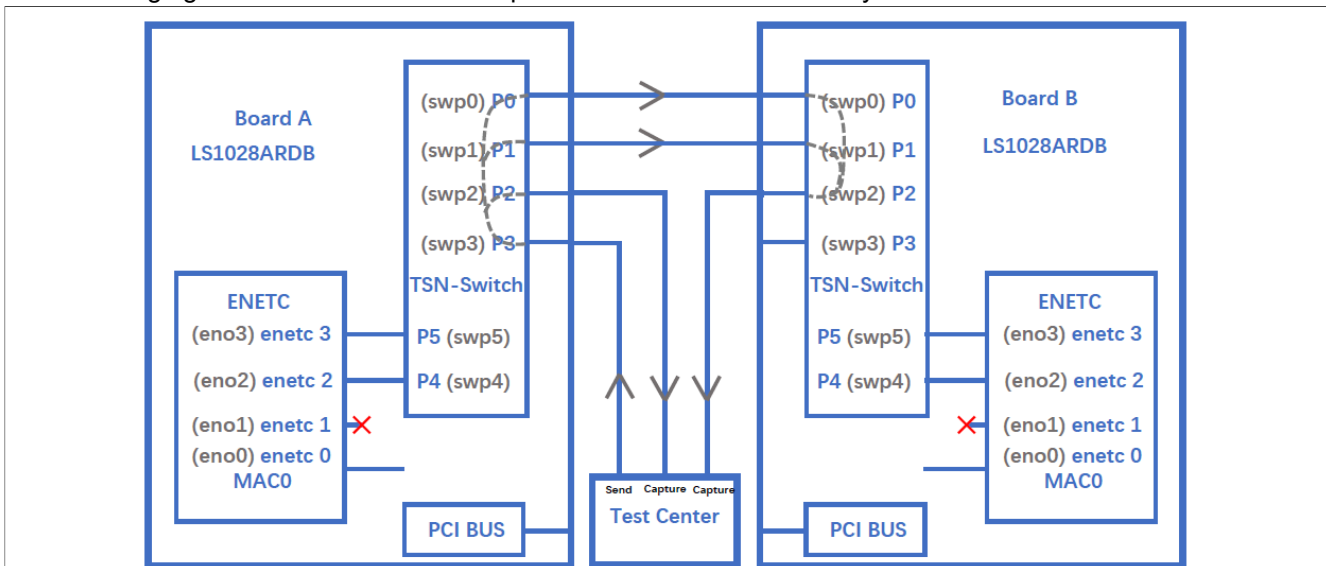 Board A
LS1028ARDB
(swp0) P0
(swp1) P1
(swp2) P2
(swp3) P3
TSN-Switch
P5 (swp5)
P4 (swp4)
ENETC
(eno3) enetc 3
(eno2) enetc 2
(eno1) enetc 1
(eno0) enetc 0
MAC0
PCI BUS
Send Capture Capture
Test Center
(swp0) P0
(swp1) P1
(swp2) P2
(swp3) P3
TSN-Switch
P5 (swp5)
P4 (swp4)
Board B
LS1028ARDB
ENETC
(eno3) enetc 3
(eno2) enetc 2
(eno1) enetc 1
(eno0) enetc 0
MAC0
PCI BUS